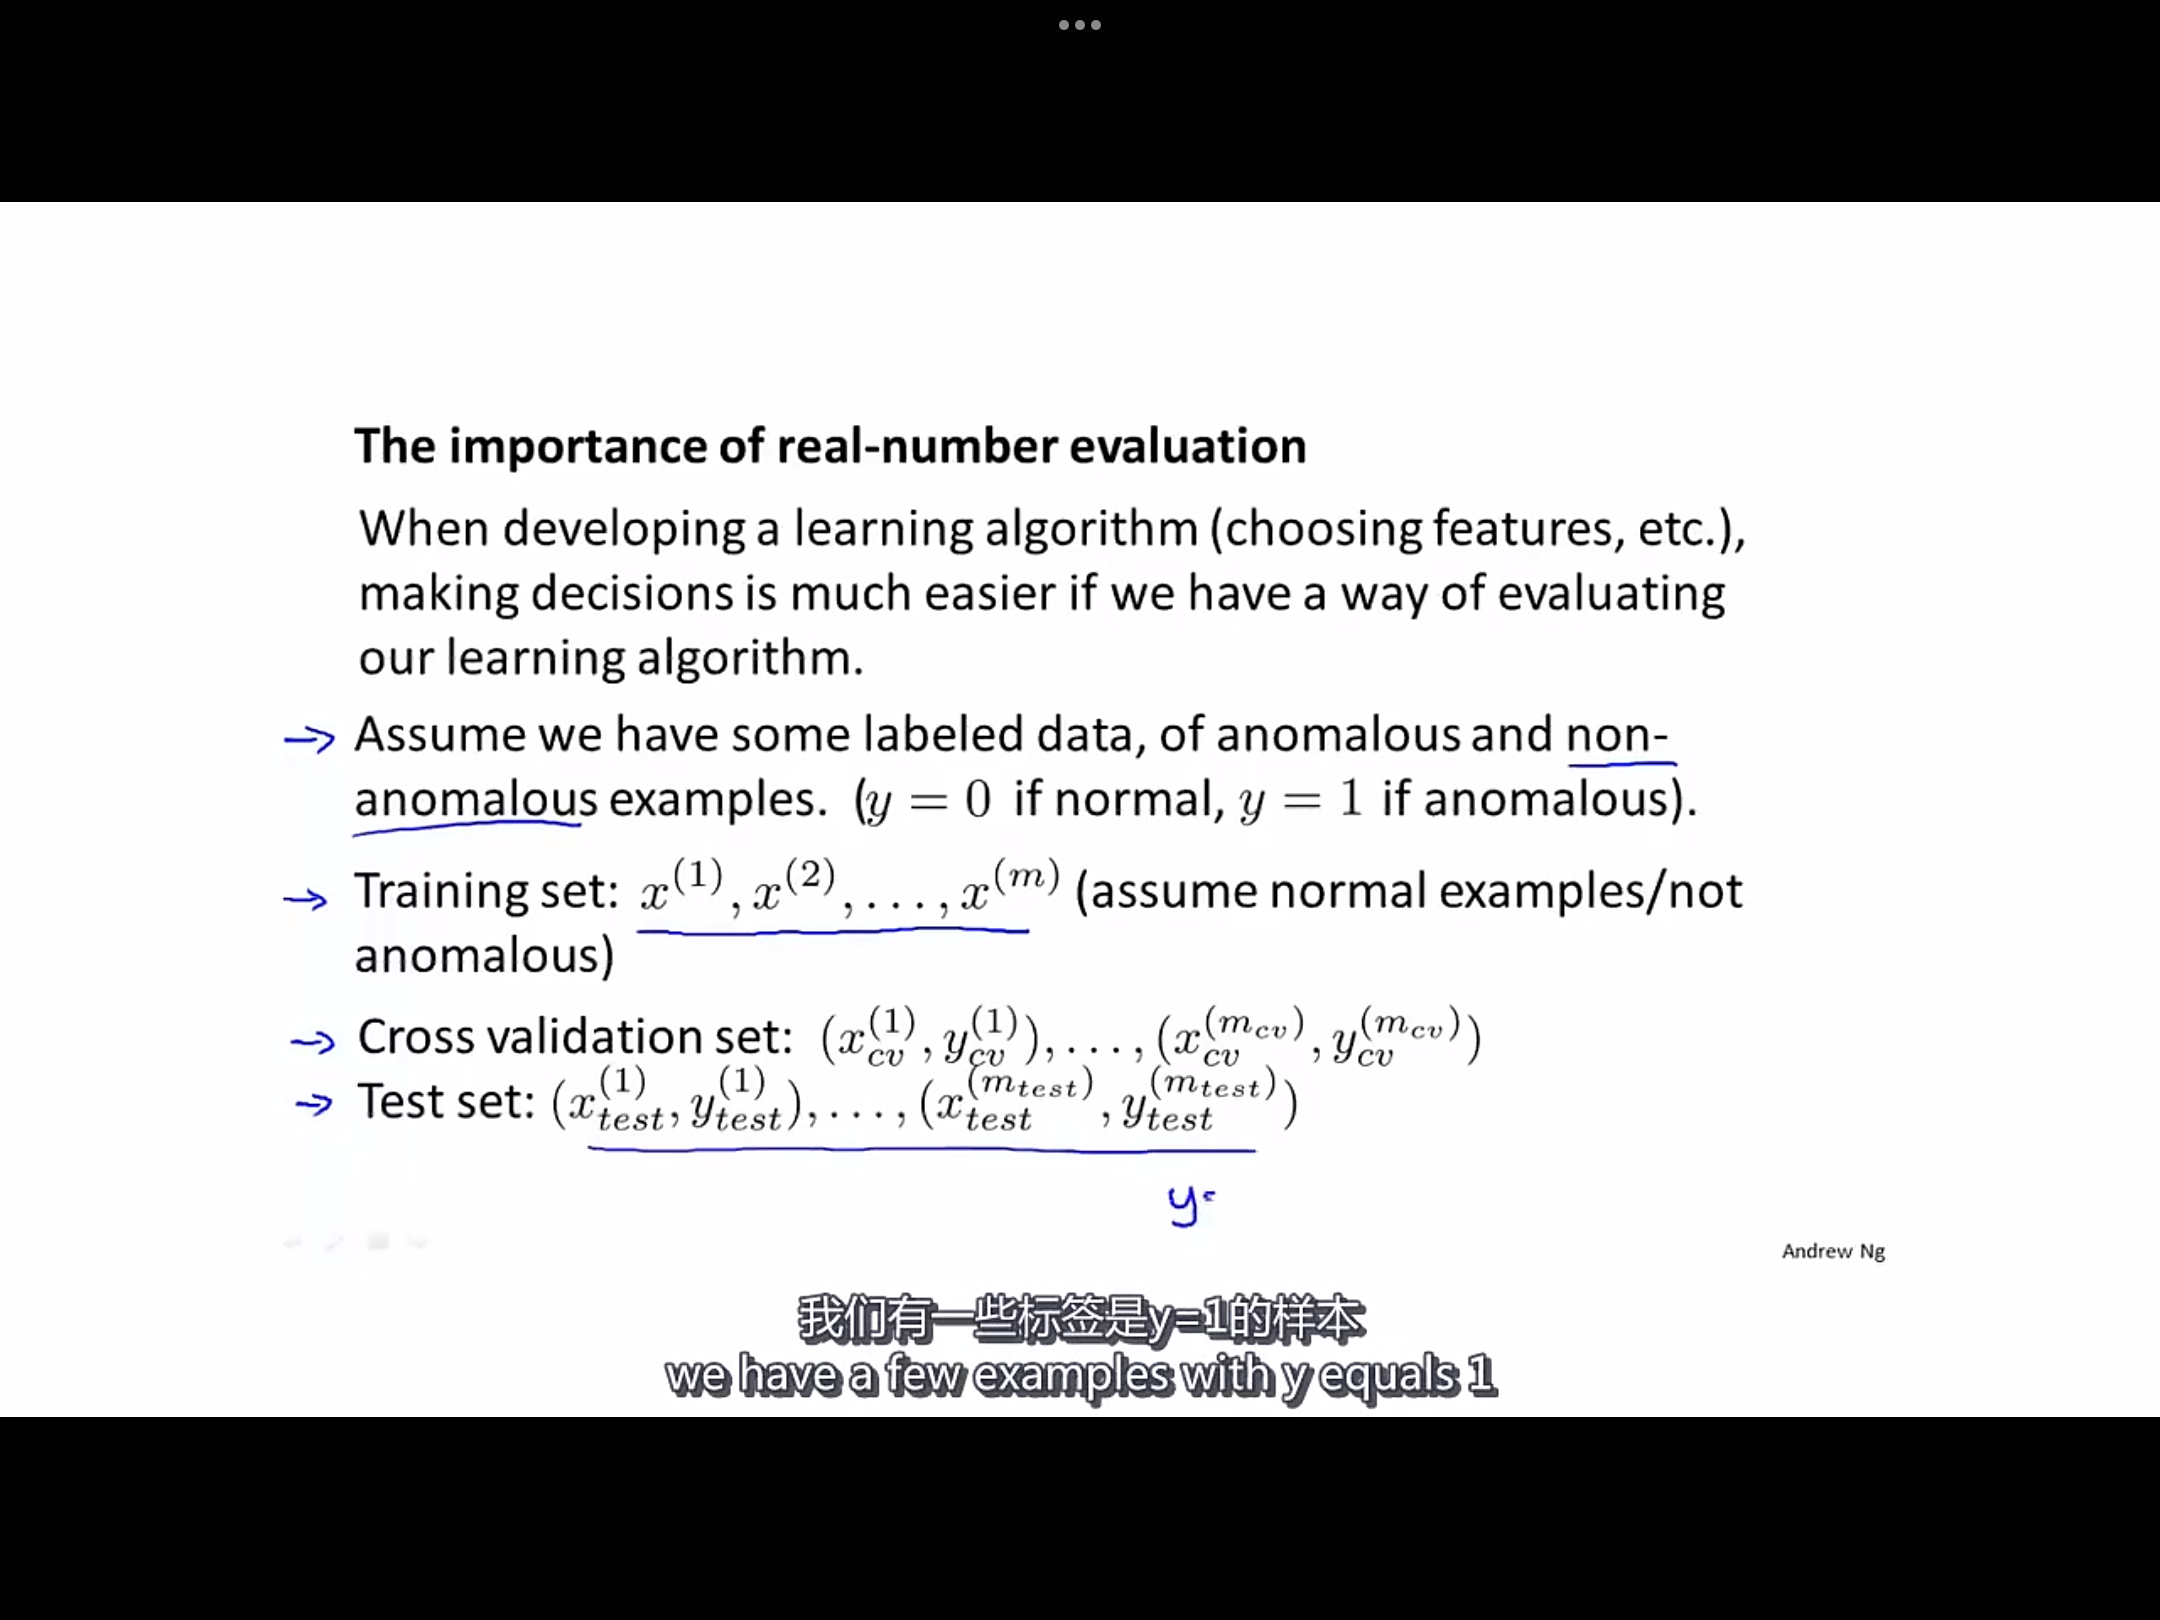 The importance of real-number evaluation
When developing a learning algorithm (choosing features, etc.),
making decisions is much easier if we have a way of evaluating
our learning algorithm.
→ Assume we have some labeled data, of anomalous and non-
anomalous examples. (y = 0 if normal, y = 1 if anomalous).
→ Training set: x^{(1)}, x^{(2)}, . . . , x^{(m)} (assume normal examples/not
anomalous)
→ Cross validation set: (x_{cv}^{(1)}, y_{cv}^{(1)}), . . . , (x_{cv}^{(m_{cv})}, y_{cv}^{(m_{cv})})
→ Test set: (x_{test}^{(1)}, y_{test}^{(1)}), . . . , (x_{test}^{(m_{test})}, y_{test}^{(m_{test})})
y=
Andrew Ng
我们有一些标签是y=1的样本
we have a few examples with y equals 1